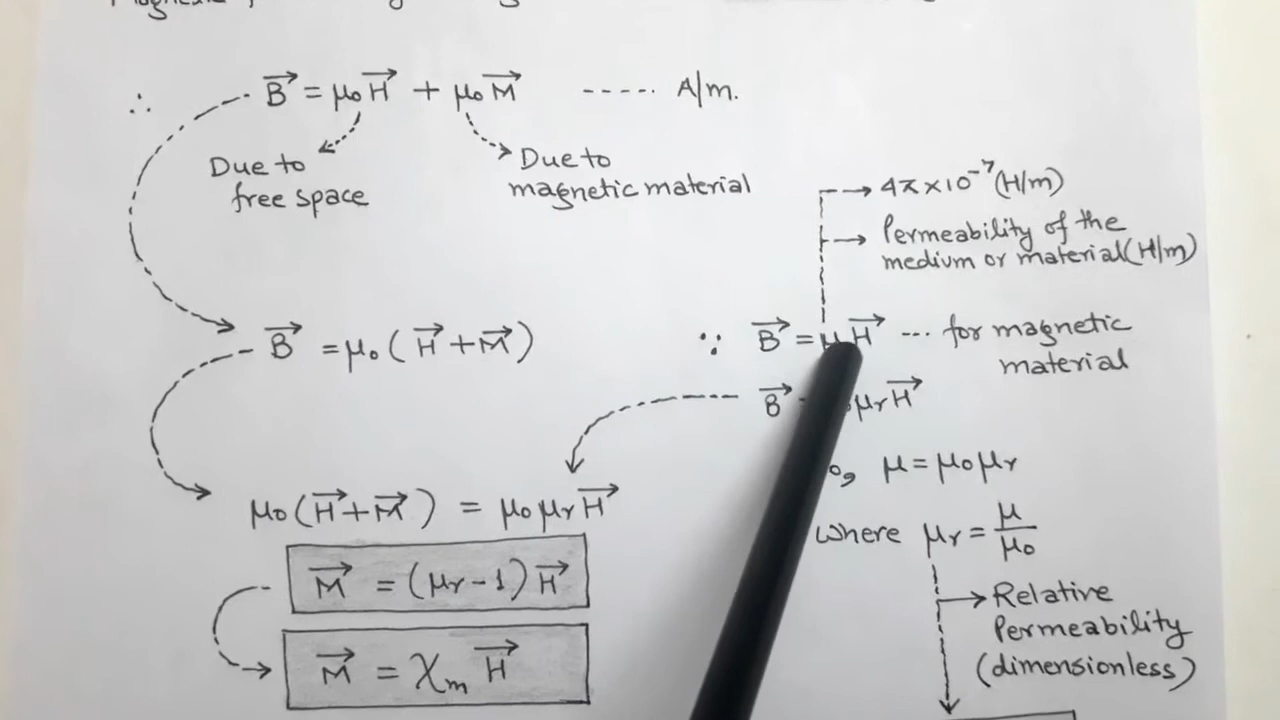 ∴ B⃗ = μ₀H⃗ + μ₀M⃗ ----- A/m.
Due to
free space
Due to
magnetic material
4π×10⁻⁷(H/m)
Permeability of the
medium or material(H/m)
B⃗ = μ₀(H⃗+M⃗)
∵ B⃗ = μH⃗ --- for magnetic
material
B⃗ μrH⃗
μ₀(H⃗+M⃗) = μ₀μrH⃗
μ = μ₀μr
where μr = μ/μ₀
M⃗ = (μr-1)H⃗
M⃗ = χm H⃗
Relative
Permeability
(dimensionless)